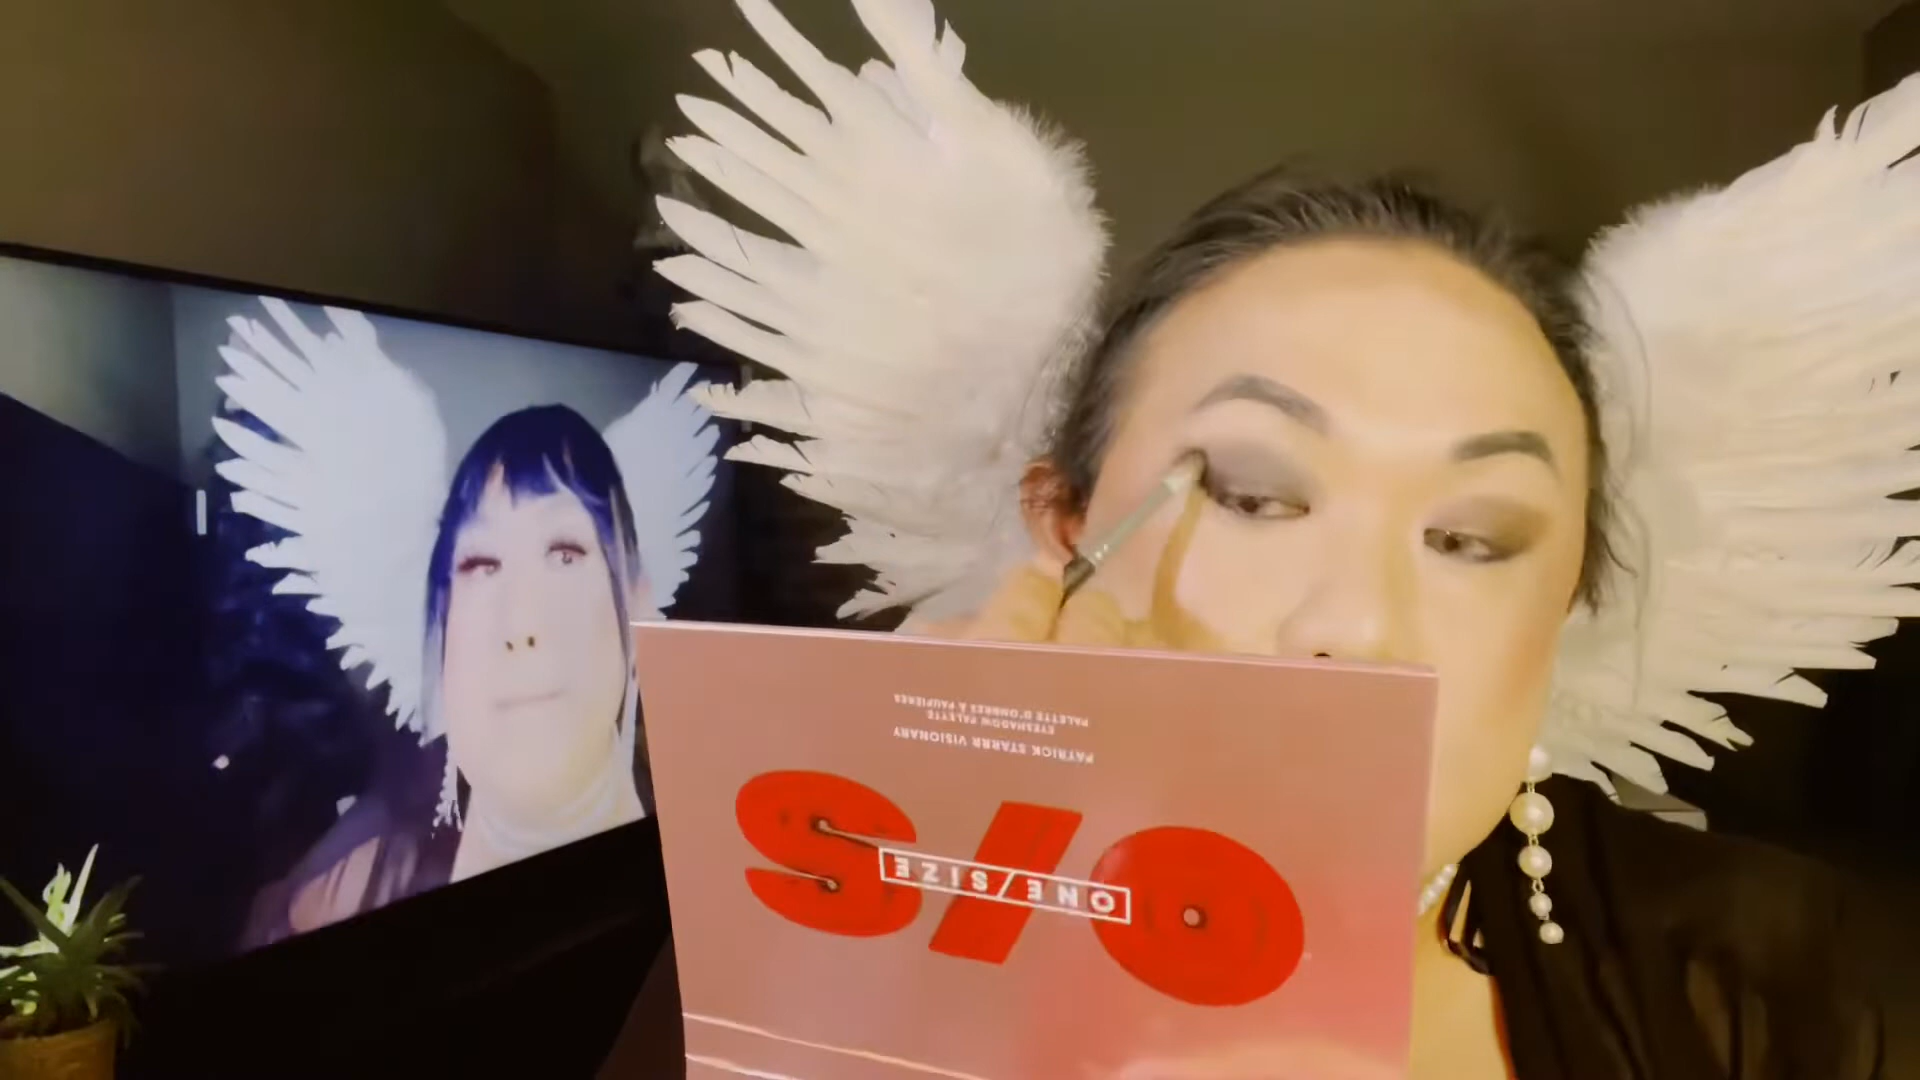 O/S
ONE/SIZE
PATRICK STARRR VISIONARY
EYESHADOW PALETTE
PALETTE D'OMBRES À PAUPIÈRES